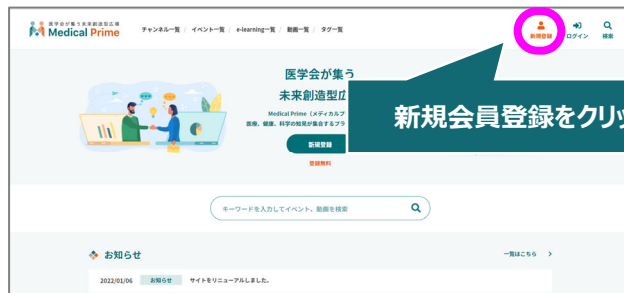 医学会が集う未来創造型広場
Medical Prime
チャンネル一覧 / イベント一覧 / e-learning一覧 / 動画一覧 / タグ一覧
新規登録
ログイン
検索
医学会が集う
未来創造型広
Medical Prime（メディカルプ
医療、健康、科学の知見が集合するプラ
新規登録
登録無料
新規会員登録をクリッ
キーワードを入力してイベント、動画を検索
お知らせ
一覧はこちら >
2022/01/06 お知らせ サイトをリニューアルしました。